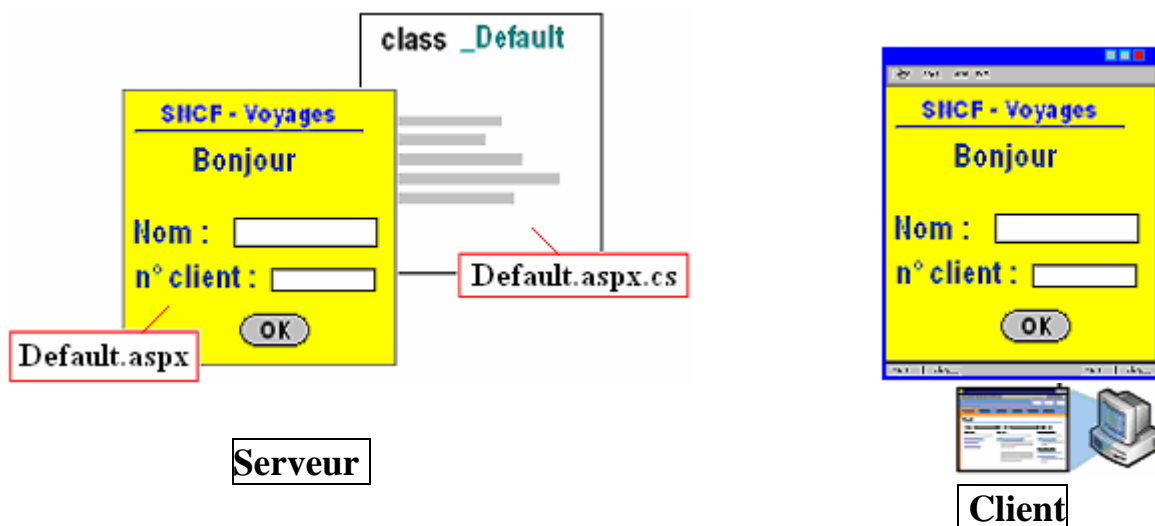 class _Default
SNCF - Voyages
Bonjour
Nom :
n° client :
OK
Default.aspx
Default.aspx.cs
Serveur
SNCF - Voyages
Bonjour
Nom :
n° client :
OK
Client